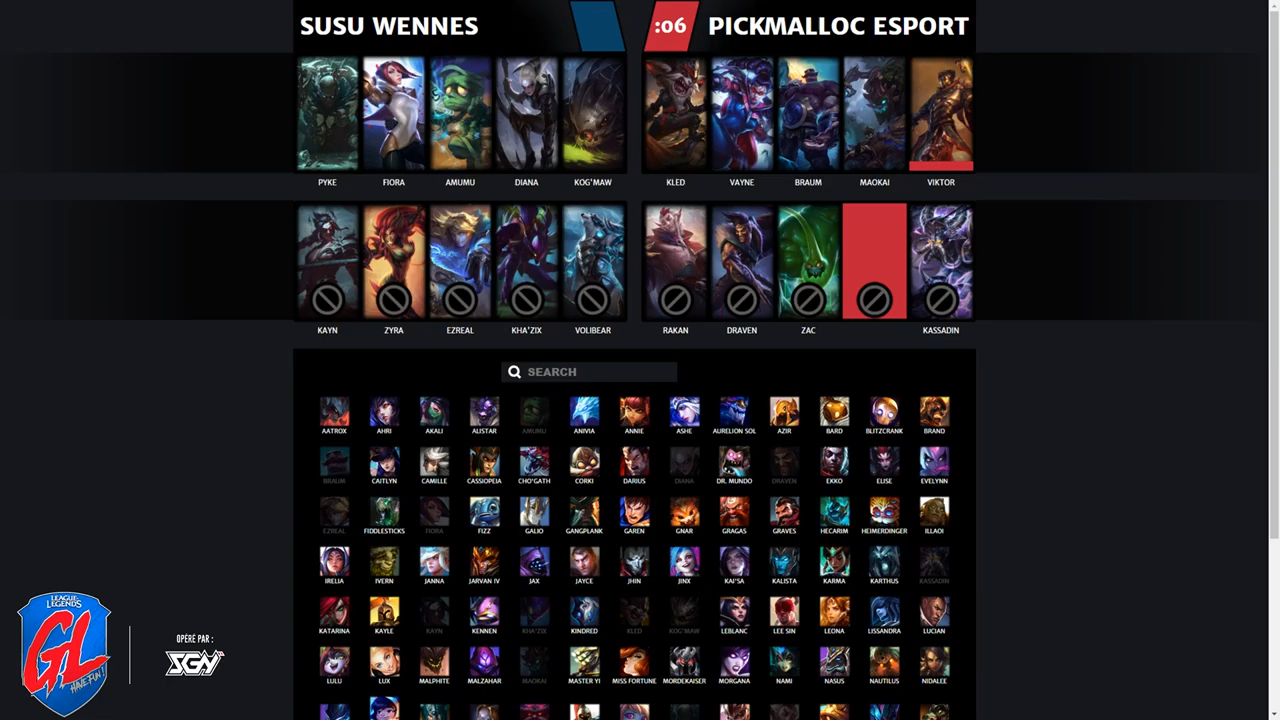 SUSU WENNES
:06
PICKMALLOC ESPORT
PYKE FIORA AMUMU DIANA KOG'MAW KLED VAYNE BRAUM MAOKAI VIKTOR
KAYN ZYRA EZREAL KHA'ZIX VOLIBEAR RAKAN DRAVEN ZAC KASSADIN
SEARCH
AATROX AHRI AKALI ALISTAR AMUMU ANIVIA ANNIE ASHE AURELION SOL AZIR BARD BLITZCRANK BRAND
BRAUM CAITLYN CAMILLE CASSIOPEIA CHO'GATH CORKI DARIUS DIANA DR. MUNDO DRAVEN EKKO ELISE EVELYNN
EZREAL FIDDLESTICKS FIORA FIZZ GALIO GANGPLANK GAREN GNAR GRAGAS GRAVES HECARIM HEIMERDINGER ILLAOI
IRELIA IVERN JANNA JARVAN IV JAX JAYCE JHIN JINX KAI'SA KALISTA KARMA KARTHUS KASSADIN
KATARINA KAYLE KAYN KENNEN KHA'ZIX KINDRED KLED KOG'MAW LEBLANC LEE SIN LEONA LISSANDRA LUCIAN
LULU LUX MALPHITE MALZAHAR MAOKAI MASTER YI MISS FORTUNE MORDEKAISER MORGANA NAMI NASUS NAUTILUS NIDALEE
LEAGUE OF
LEGENDS
GL
HAVE FUN!
OPÉRÉ PAR :
SGN